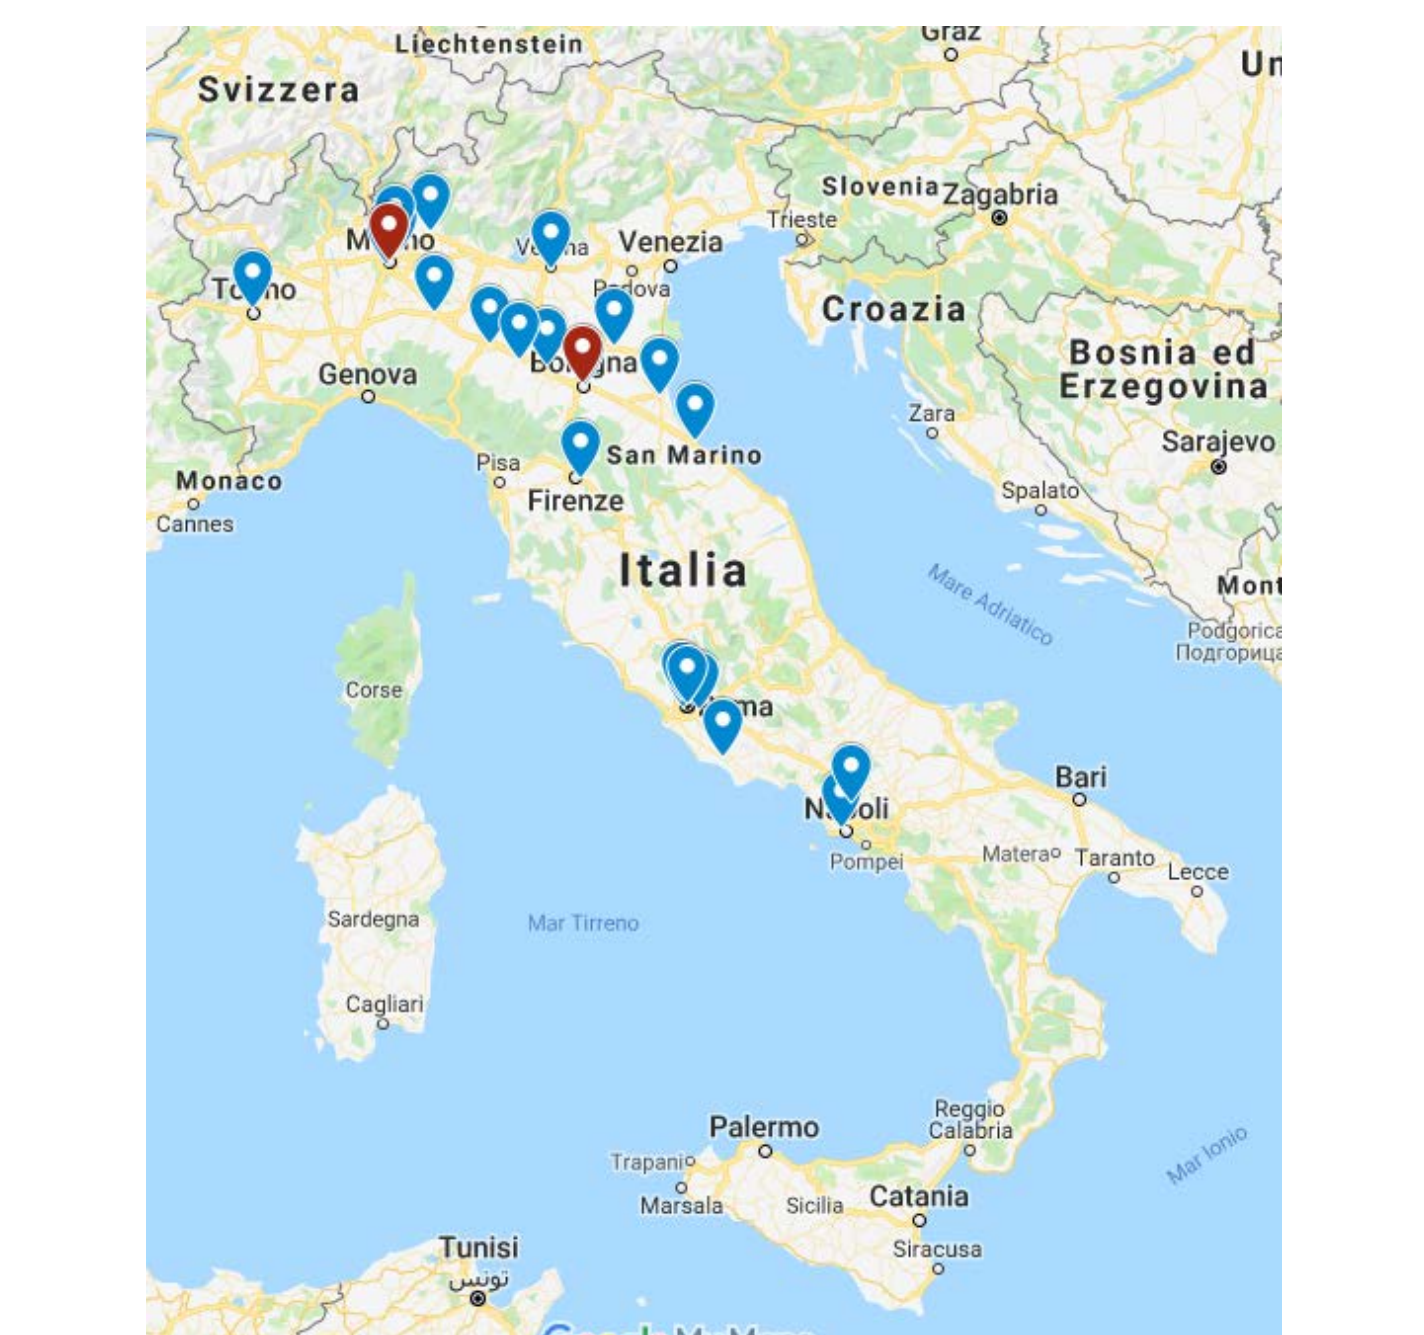 Graz
Liechtenstein
Un
Svizzera
Slovenia
Zagabria
Trieste
Venezia
Padova
Croazia
Bosnia ed
Erzegovina
Genova
Zara
Sarajevo
San Marino
Pisa
Monaco
Spalato
Firenze
Cannes
Italia
Mare Adriatico
Mont
Podgorica
Подгорица
Corse
Bari
Pompei
Matera
Taranto
Lecce
Sardegna
Mar Tirreno
Cagliari
Reggio
Calabria
Palermo
Mar Ionio
Trapani
Marsala
Sicilia
Catania
Siracusa
Tunisi
تونس